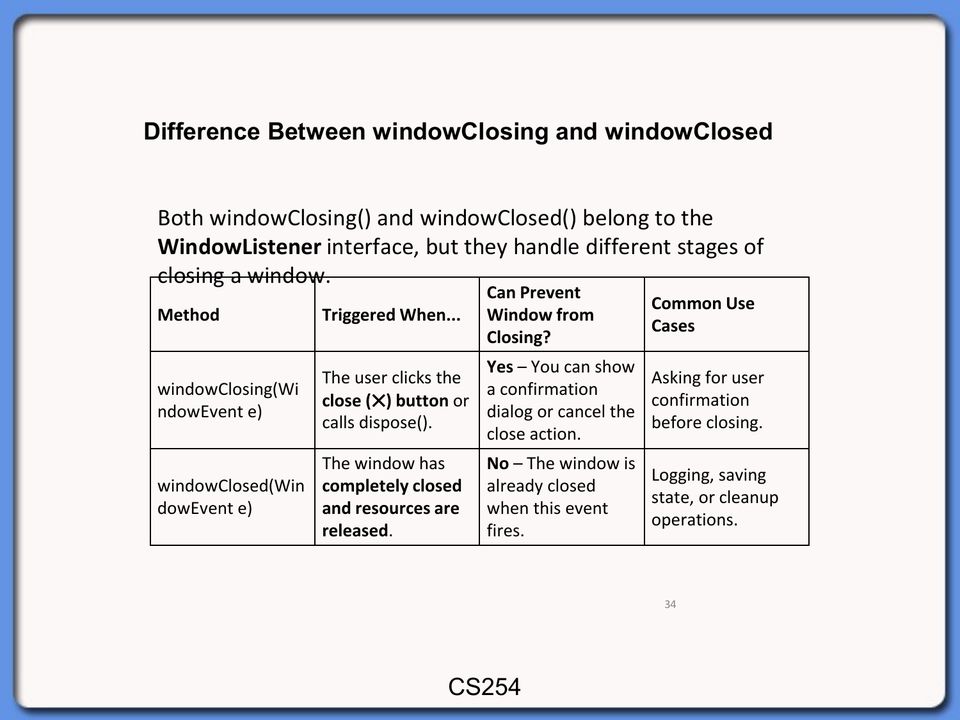 Difference Between windowClosing and windowClosed
Both windowClosing() and windowClosed() belong to the
WindowListener interface, but they handle different stages of
closing a window.
Method
Triggered When...
Can Prevent
Window from
Closing?
Common Use
Cases
windowClosing(Wi
ndowEvent e)
The user clicks the
close (✕) button or
calls dispose().
Yes – You can show
a confirmation
dialog or cancel the
close action.
Asking for user
confirmation
before closing.
windowClosed(Win
dowEvent e)
The window has
completely closed
and resources are
released.
No – The window is
already closed
when this event
fires.
Logging, saving
state, or cleanup
operations.
34
CS254